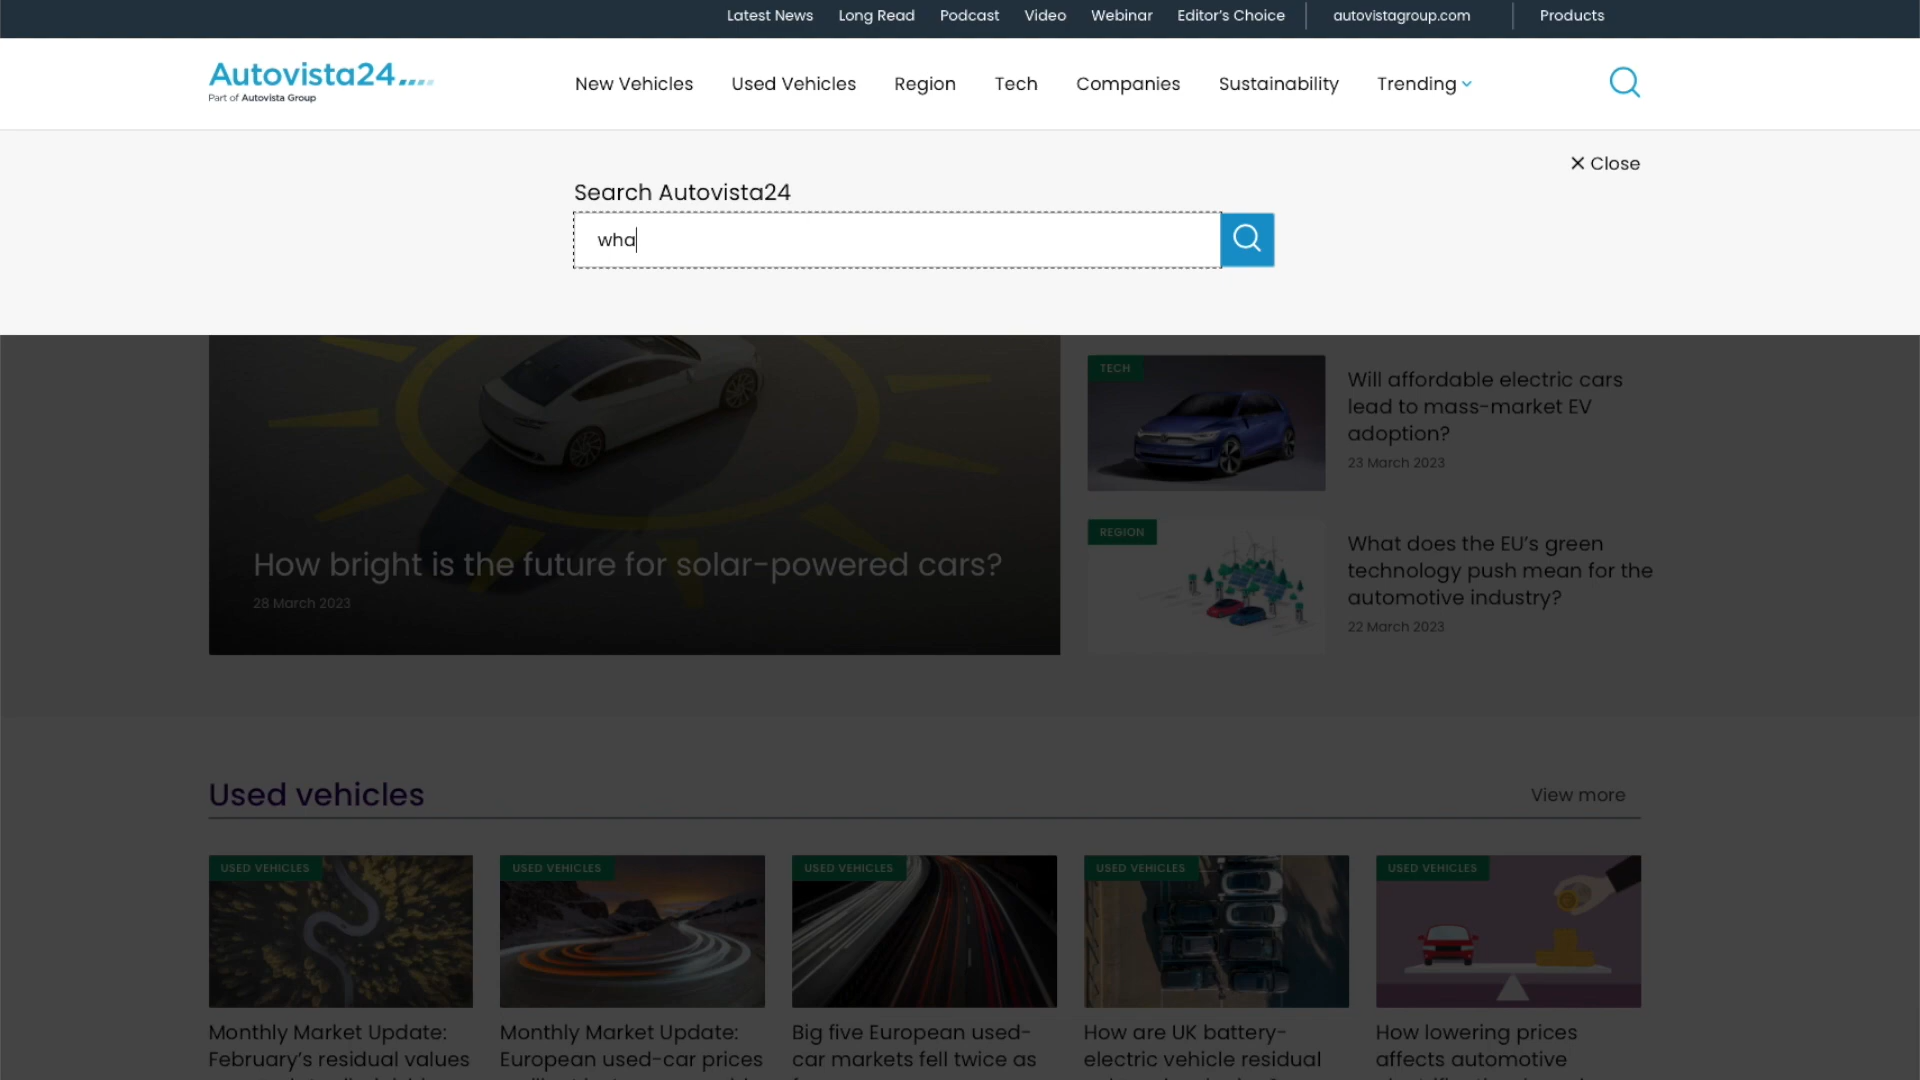 Latest News Long Read Podcast Video Webinar Editor’s Choice autovistagroup.com Products
Autovista24
Part of Autovista Group
New Vehicles Used Vehicles Region Tech Companies Sustainability Trending
Close
Search Autovista24
wha
TECH
Will affordable electric cars
lead to mass-market EV
adoption?
23 March 2023
REGION
What does the EU’s green
technology push mean for the
automotive industry?
22 March 2023
How bright is the future for solar-powered cars?
28 March 2023
Used vehicles View more
USED VEHICLES USED VEHICLES USED VEHICLES USED VEHICLES USED VEHICLES
Monthly Market Update:
February’s residual values
Monthly Market Update:
European used-car prices
Big five European used-
car markets fell twice as
How are UK battery-
electric vehicle residual
How lowering prices
affects automotive